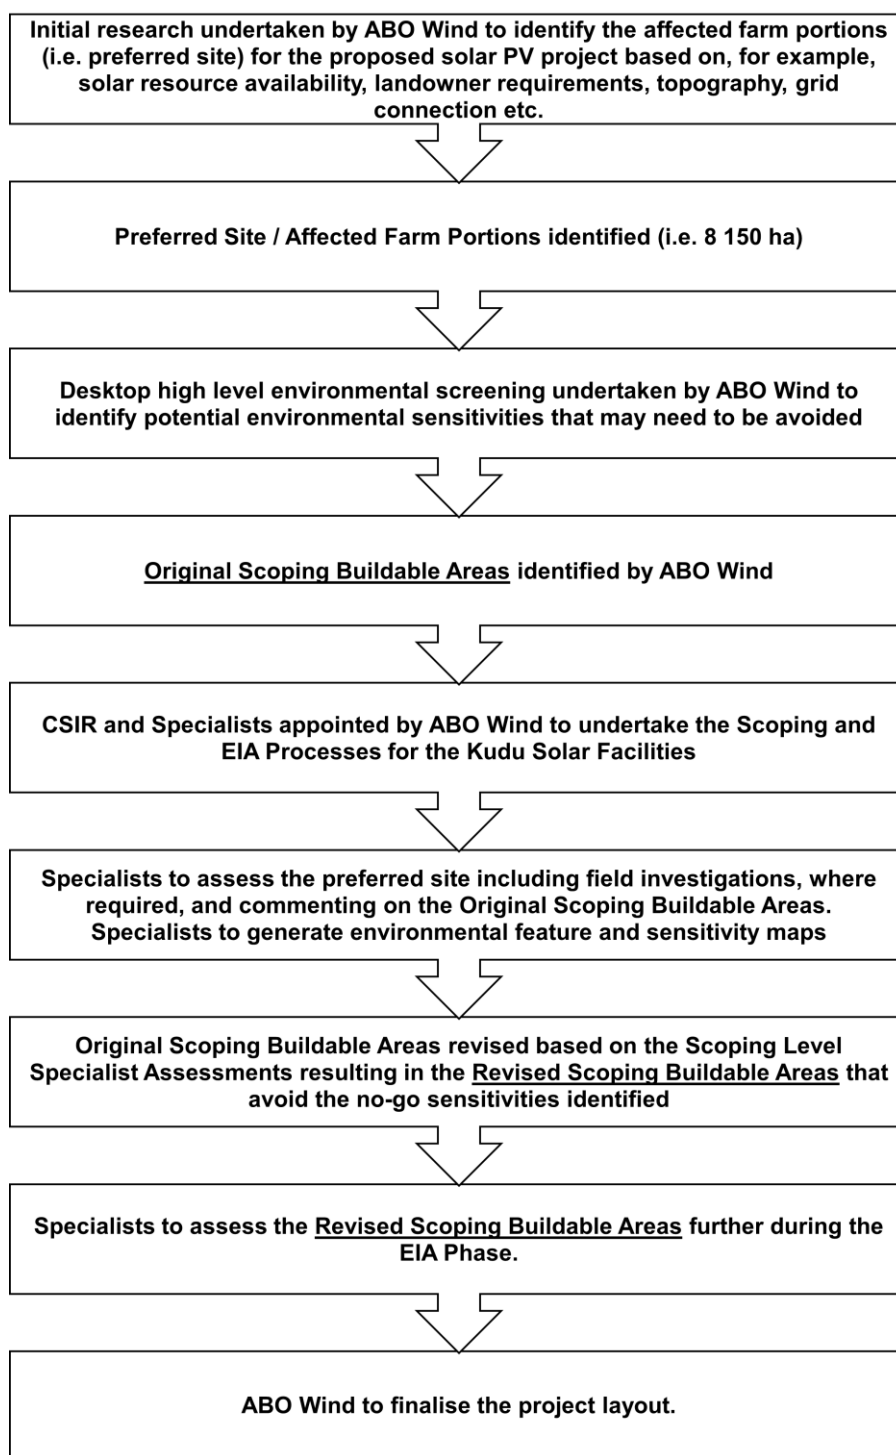 Initial research undertaken by ABO Wind to identify the affected farm portions
(i.e. preferred site) for the proposed solar PV project based on, for example,
solar resource availability, landowner requirements, topography, grid
connection etc.
Preferred Site / Affected Farm Portions identified (i.e. 8 150 ha)
Desktop high level environmental screening undertaken by ABO Wind to
identify potential environmental sensitivities that may need to be avoided
Original Scoping Buildable Areas identified by ABO Wind
CSIR and Specialists appointed by ABO Wind to undertake the Scoping and
EIA Processes for the Kudu Solar Facilities
Specialists to assess the preferred site including field investigations, where
required, and commenting on the Original Scoping Buildable Areas.
Specialists to generate environmental feature and sensitivity maps
Original Scoping Buildable Areas revised based on the Scoping Level
Specialist Assessments resulting in the Revised Scoping Buildable Areas that
avoid the no-go sensitivities identified
Specialists to assess the Revised Scoping Buildable Areas further during the
EIA Phase.
ABO Wind to finalise the project layout.